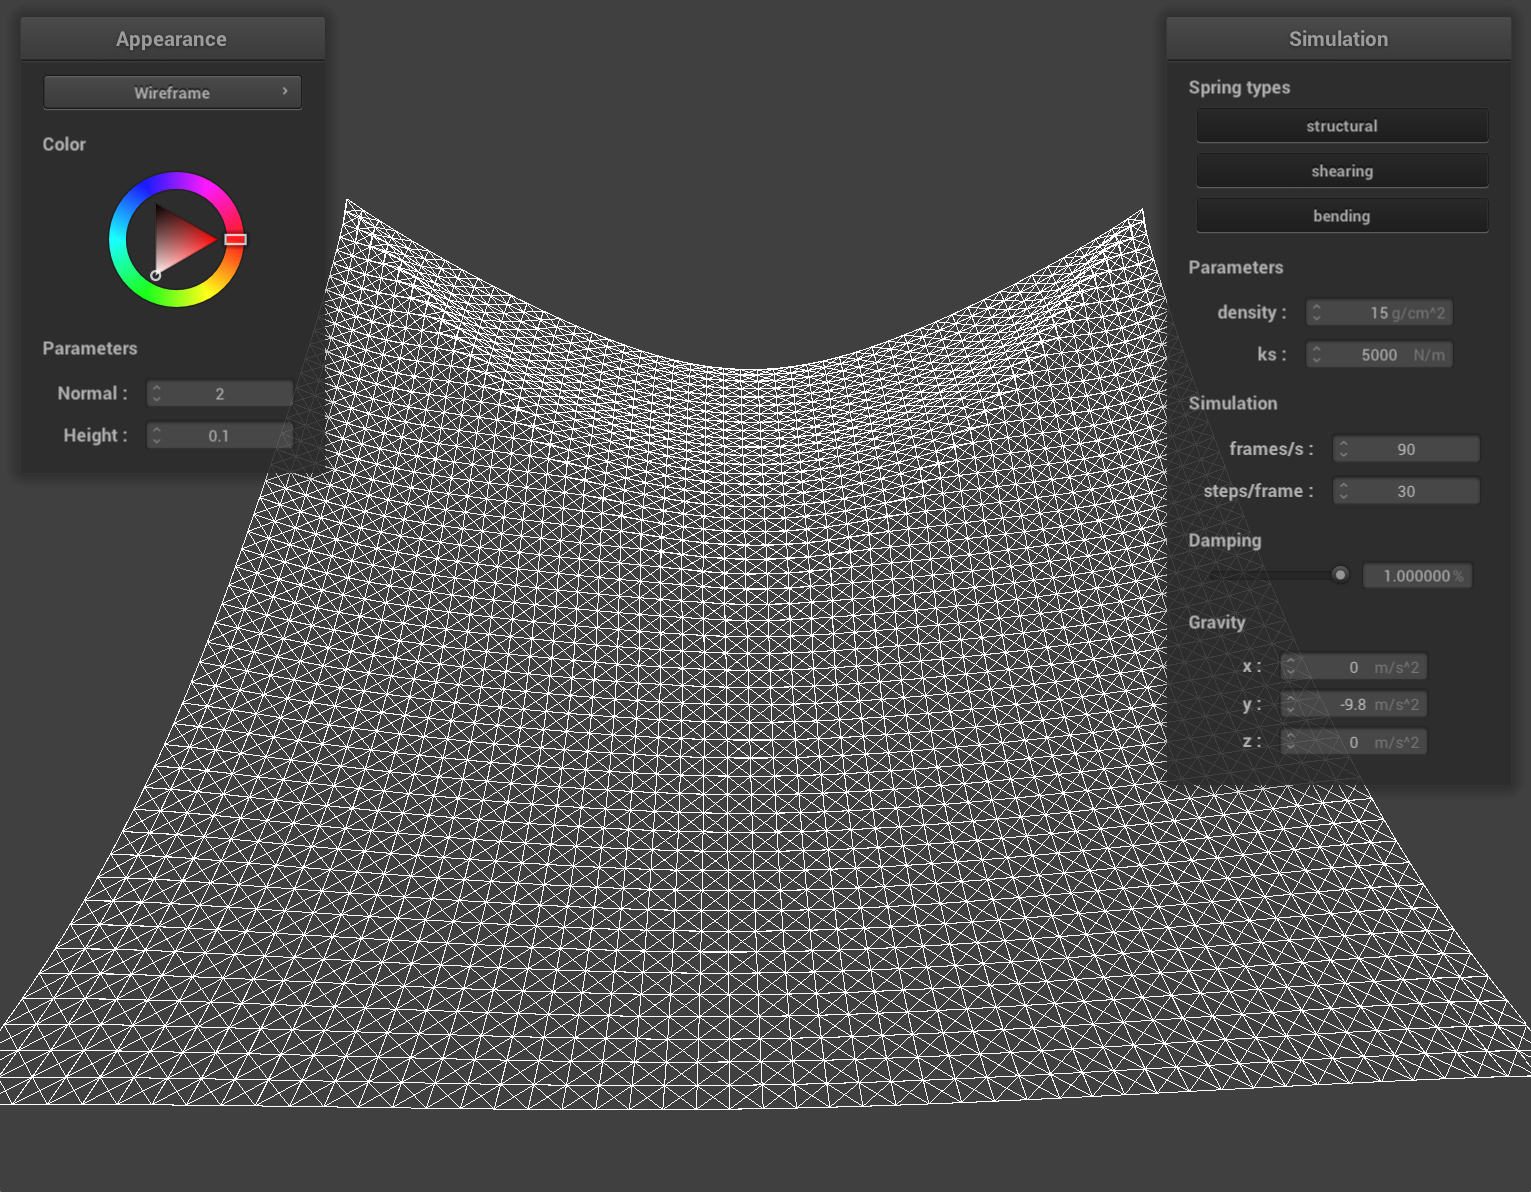 Appearance
Wireframe ›
Color
Parameters
Normal : 2
Height : 0.1
Simulation
Spring types
structural
shearing
bending
Parameters
density : 15 g/cm^2
ks : 5000 N/m
Simulation
frames/s : 90
steps/frame : 30
Damping
1.000000 %
Gravity
x : 0 m/s^2
y : -9.8 m/s^2
z : 0 m/s^2